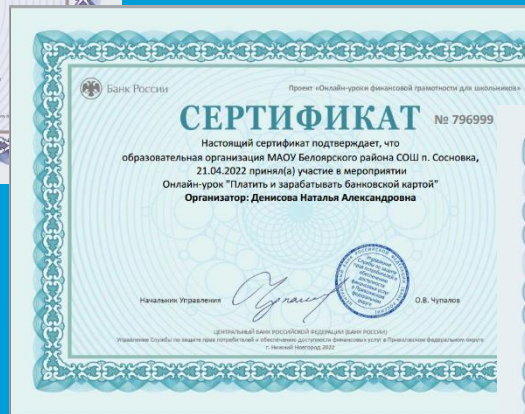 Банк России
Проект «Онлайн-уроки финансовой грамотности для школьников»
СЕРТИФИКАТ
№ 796999
Настоящий сертификат подтверждает, что
образовательная организация МАОУ Белоярского района СОШ п. Сосновка,
21.04.2022 принял(а) участие в мероприятии
Онлайн-урок "Платить и зарабатывать банковской картой"
Организатор: Денисова Наталья Александровна
Начальник Управления
О.В. Чупалов
ЦЕНТРАЛЬНЫЙ БАНК РОССИЙСКОЙ ФЕДЕРАЦИИ (БАНК РОССИИ)
Управление Службы по защите прав потребителей и обеспечению доступности финансовых услуг в Приволжском федеральном округе
г. Нижний Новгород 2022